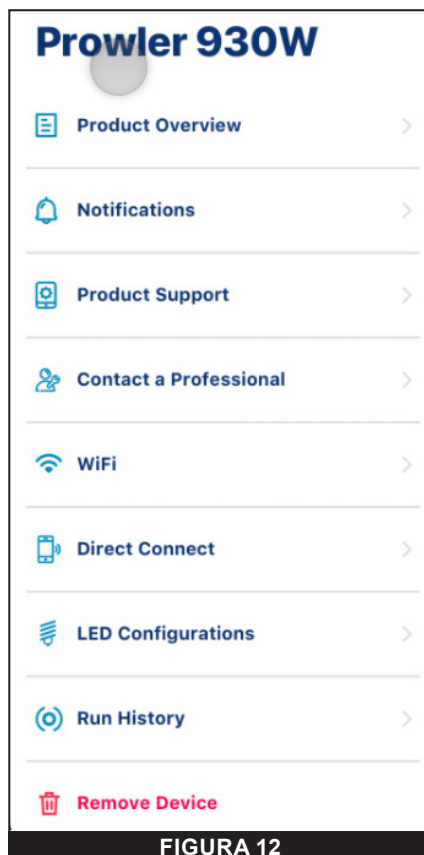 Prowler 930W
Product Overview
Notifications
Product Support
Contact a Professional
WiFi
Direct Connect
LED Configurations
Run History
Remove Device
FIGURA 12